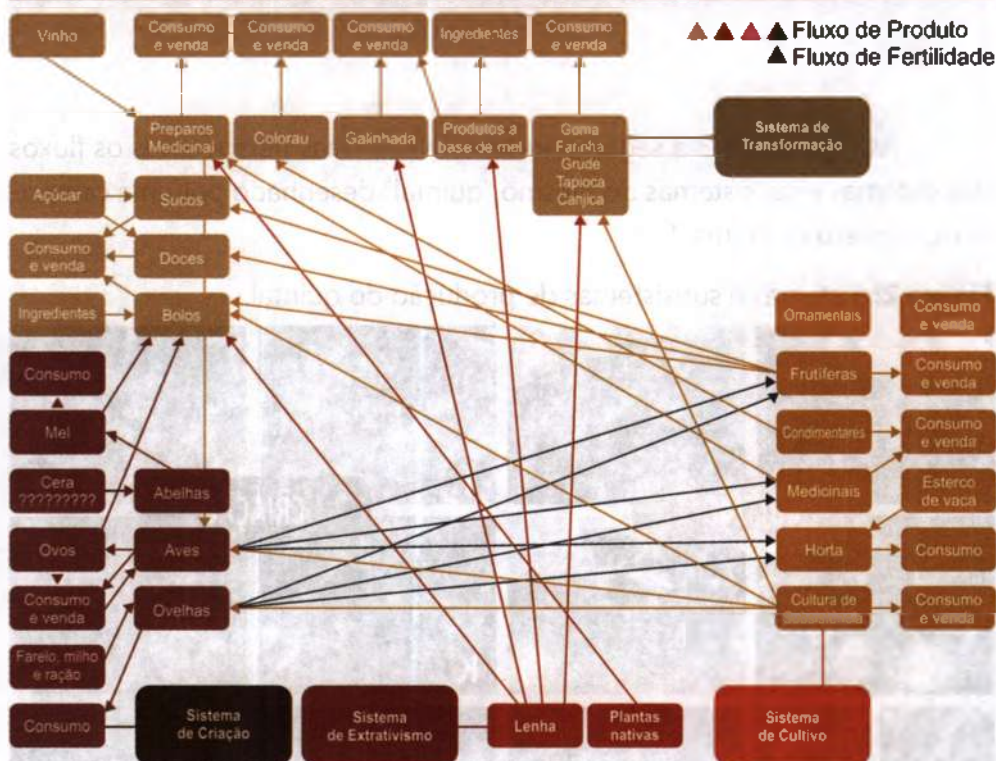 Vinho
Consumo
e venda
Consumo
e venda
Consumo
e venda
Ingredientes
Consumo
e venda
Fluxo de Produto
Fluxo de Fertilidade
Preparos
Medicinal
Colorau
Galinhada
Produtos a
base de mel
Goma
Farinha
Grude
Tapioca
Canjica
Sistema de
Transformação
Açúcar
Sucos
Consumo
e venda
Doces
Ingredientes
Bolos
Ornamentais
Consumo
e venda
Consumo
Frutíferas
Consumo
e venda
Mel
Condimentares
Consumo
e venda
Cera
?????????
Abelhas
Medicinais
Esterco
de vaca
Ovos
Aves
Horta
Consumo
Consumo
e venda
Ovelhas
Cultura de
Consumo
e venda
Farelo, milho
e ração
Consumo
Sistema
de Criação
Sistema
de Extrativismo
Lenha
Plantas
nativas
Sistema
de Cultivo